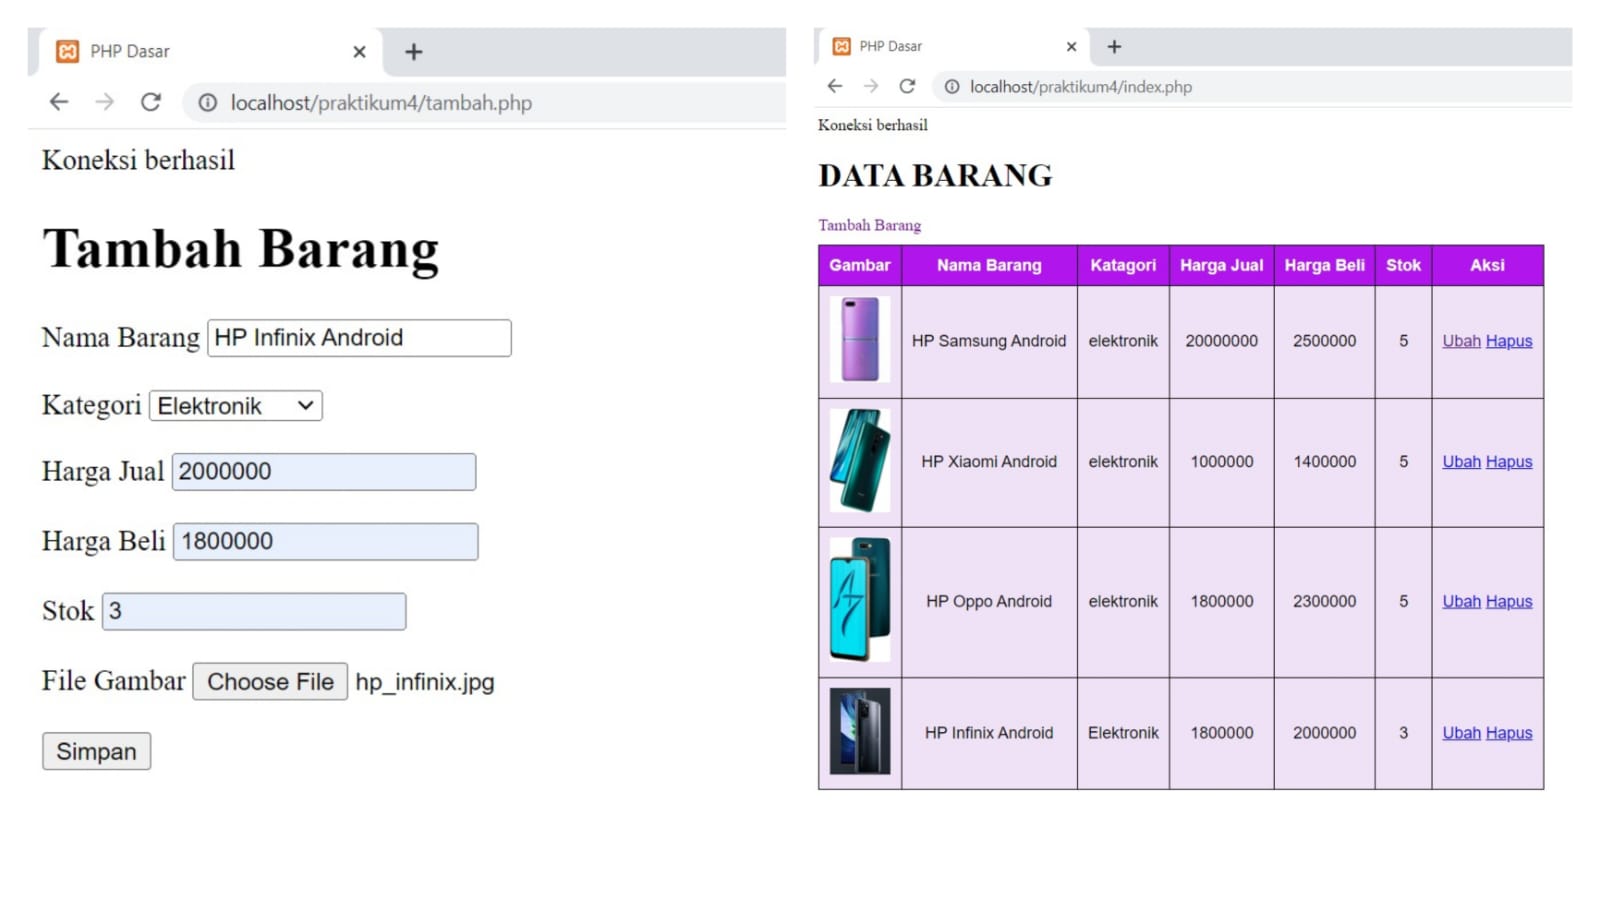 PHP Dasar
localhost/praktikum4/tambah.php
Koneksi berhasil
Tambah Barang
Nama Barang HP Infinix Android
Kategori Elektronik
Harga Jual 2000000
Harga Beli 1800000
Stok 3
File Gambar Choose File hp_infinix.jpg
Simpan
PHP Dasar
localhost/praktikum4/index.php
Koneksi berhasil
DATA BARANG
Tambah Barang
Gambar Nama Barang Katagori Harga Jual Harga Beli Stok Aksi
HP Samsung Android elektronik 20000000 2500000 5 Ubah Hapus
HP Xiaomi Android elektronik 1000000 1400000 5 Ubah Hapus
A7 HP Oppo Android elektronik 1800000 2300000 5 Ubah Hapus
HP Infinix Android Elektronik 1800000 2000000 3 Ubah Hapus